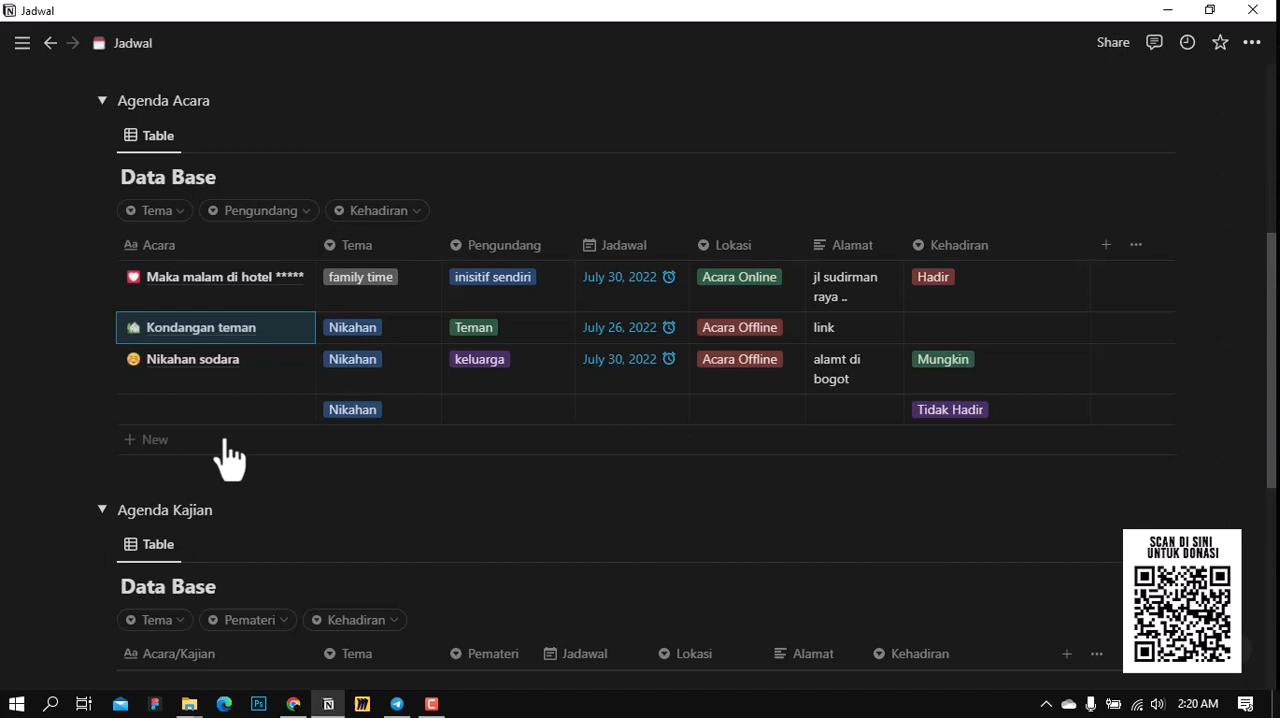 Jadwal
Jadwal
Share
Agenda Acara
Table
Data Base
Tema
Pengundang
Kehadiran
Aa Acara
Tema
Pengundang
Jadawal
Lokasi
Alamat
Kehadiran
Maka malam di hotel *****
family time
inisitif sendiri
July 30, 2022
Acara Online
jl sudirman
raya ..
Hadir
Kondangan teman
Nikahan
Teman
July 26, 2022
Acara Offline
link
Nikahan sodara
Nikahan
keluarga
July 30, 2022
Acara Offline
alamt di
bogot
Mungkin
Nikahan
Tidak Hadir
+ New
Agenda Kajian
Table
Data Base
Tema
Pemateri
Kehadiran
Aa Acara/Kajian
Tema
Pemateri
Jadawal
Lokasi
Alamat
Kehadiran
SCAN DI SINI
UNTUK DONASI
2:20 AM